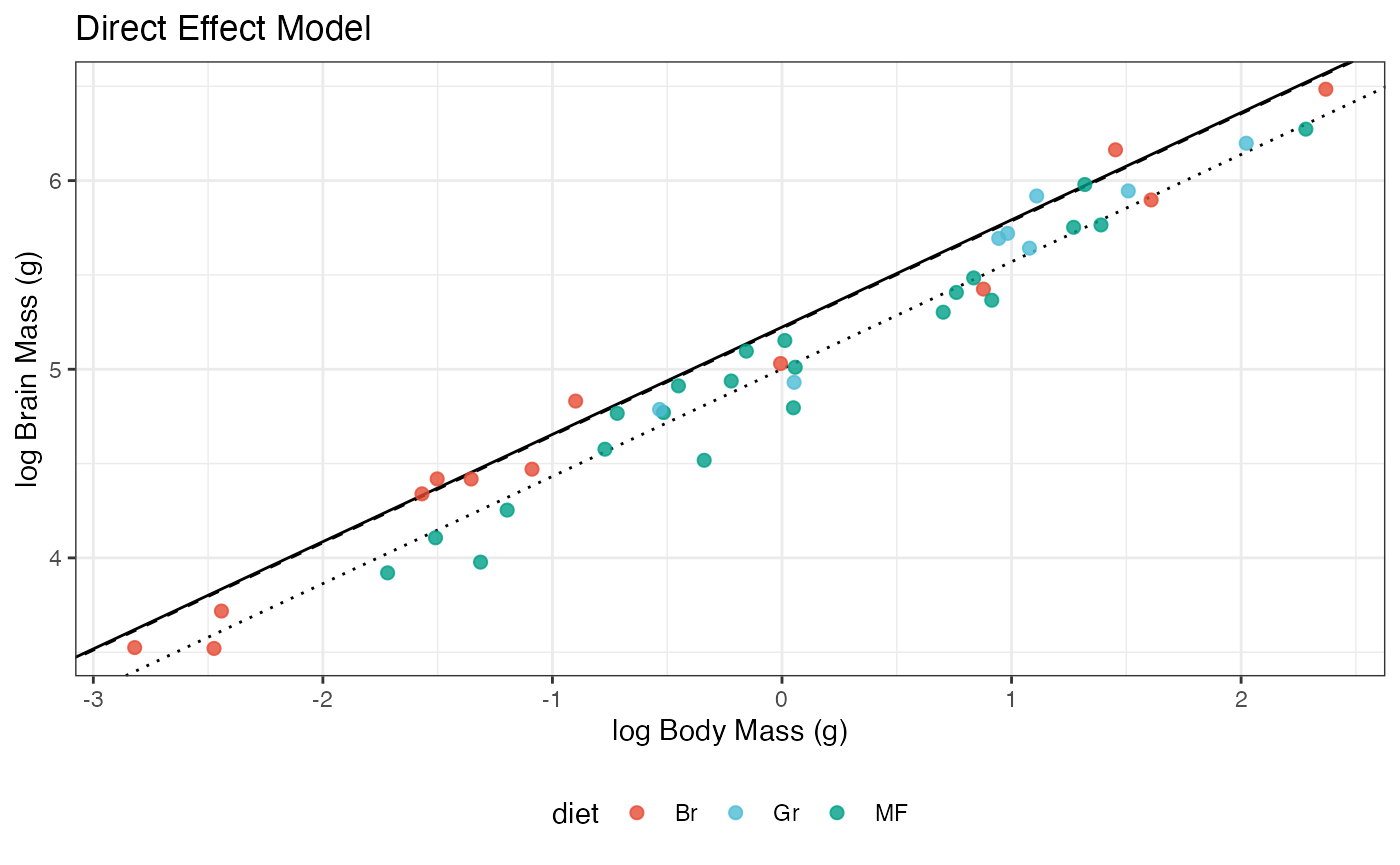 Direct Effect Model
log Brain Mass (g)
6
5
4
-3 -2 -1 0 1 2
log Body Mass (g)
diet Br Gr MF